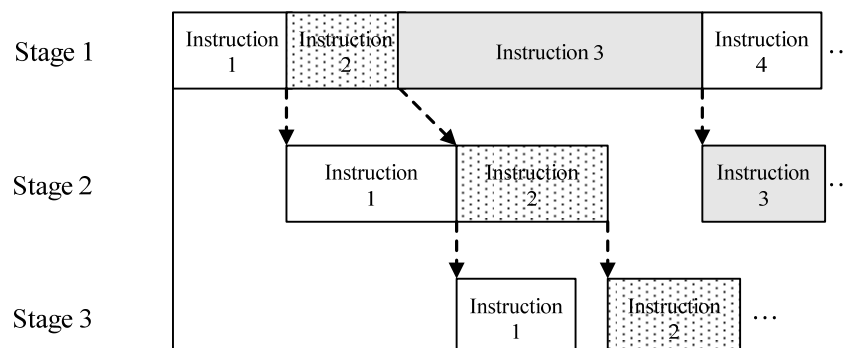 Stage 1
Instruction
1
Instruction
2
Instruction 3
Instruction
4
..
Stage 2
Instruction
1
Instruction
2
Instruction
3
..
Stage 3
Instruction
1
Instruction
2
...